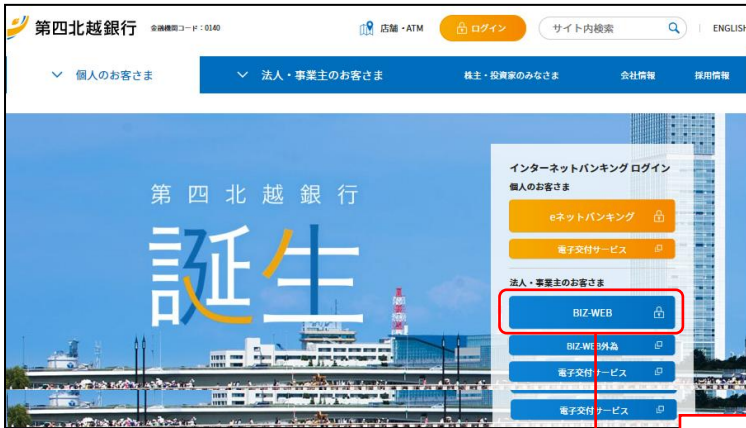 第四北越銀行 金融機関コード:0140 店舗・ATM ログイン サイト内検索 ENGLISH
個人のお客さま 法人・事業主のお客さま 株主・投資家のみなさま 会社情報 採用情報
第四北越銀行
誕生
インターネットバンキング ログイン
個人のお客さま
eネットバンキング
電子交付サービス
法人・事業主のお客さま
BIZ-WEB
BIZ-WEB外為
電子交付サービス
電子交付サービス